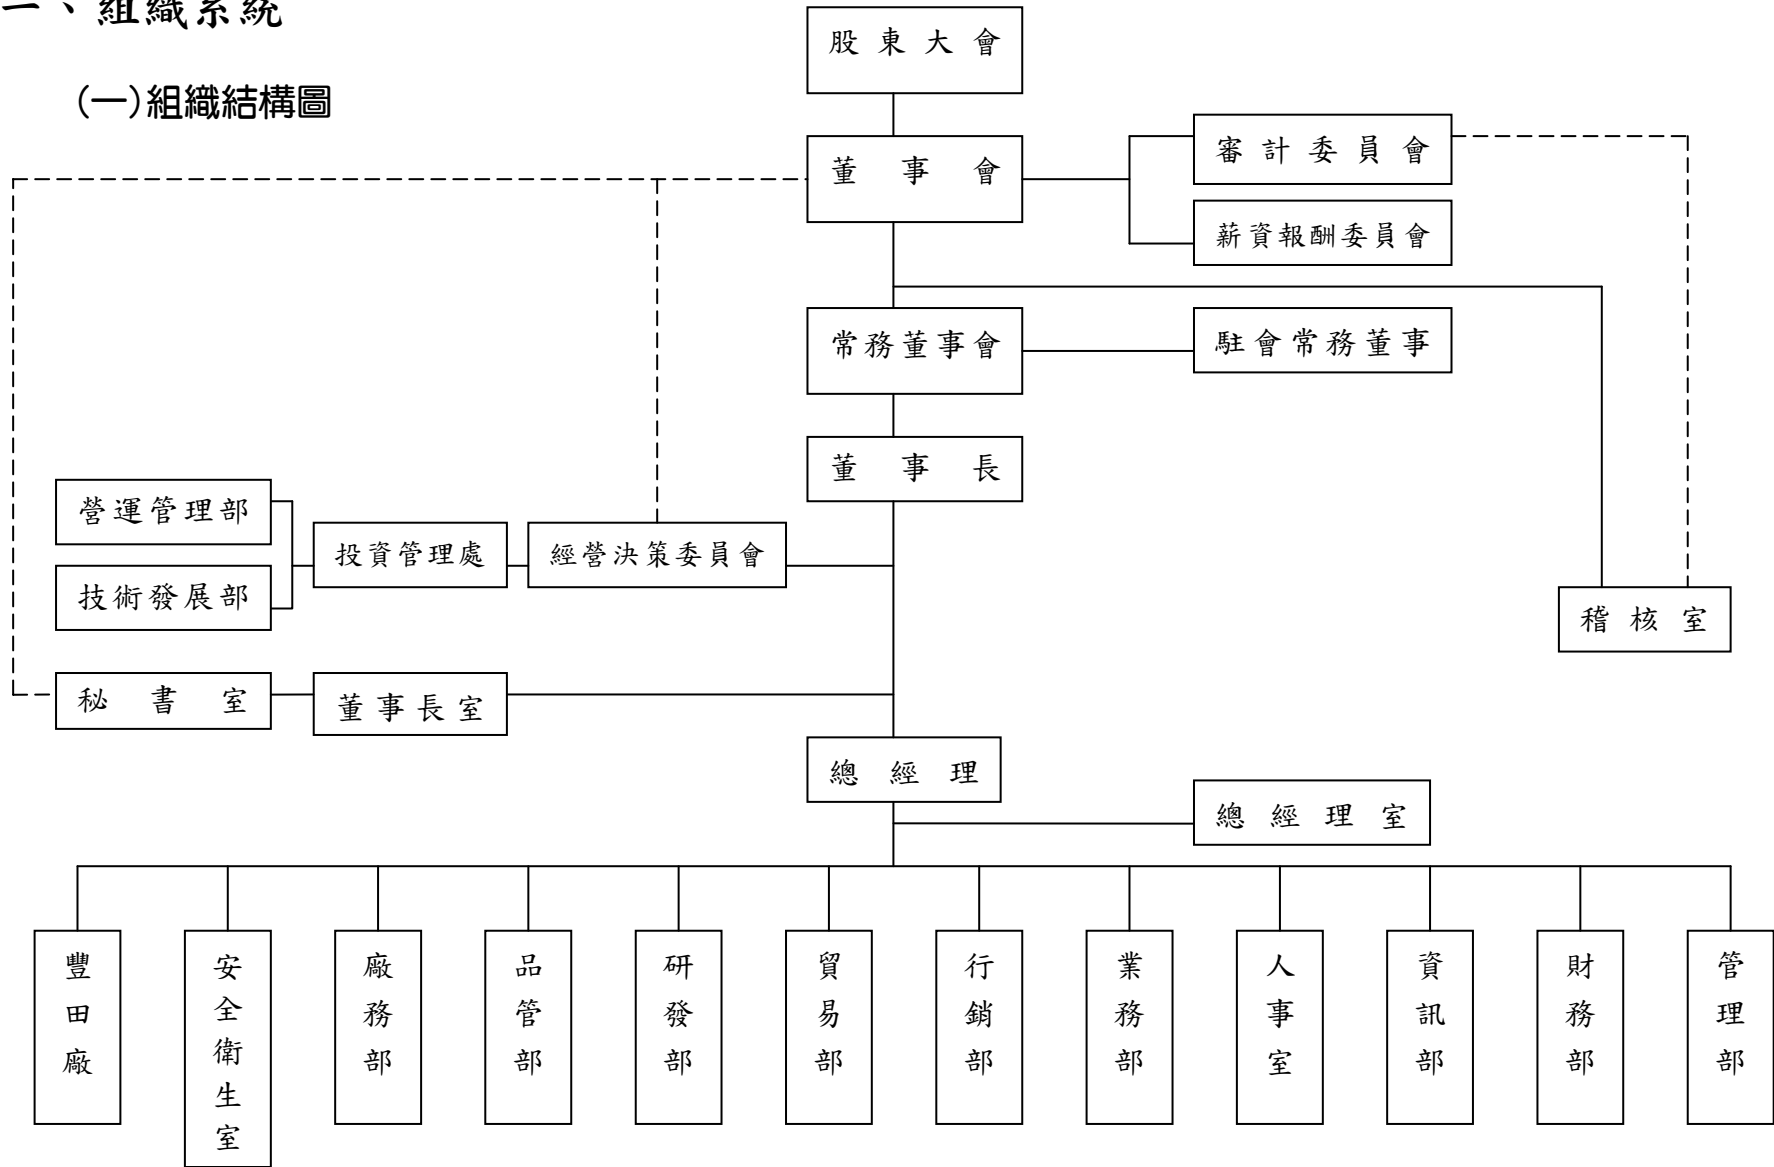 一、組織系統
(一)組織結構圖
股東大會
董事會
審計委員會
薪資報酬委員會
常務董事會
駐會常務董事
董事長
營運管理部
投資管理處
經營決策委員會
技術發展部
稽核室
秘書室
董事長室
總經理
總經理室
豐田廠
安全衛生室
廠務部
品管部
研發部
貿易部
行銷部
業務部
人事室
資訊部
財務部
管理部